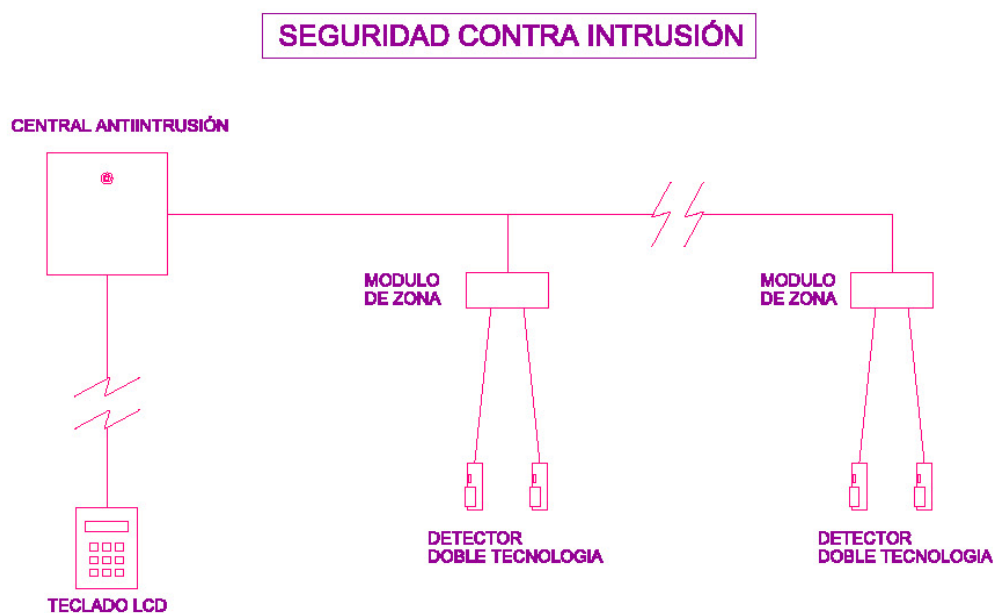 SEGURIDAD CONTRA INTRUSIÓN
CENTRAL ANTIINTRUSIÓN
MODULO
DE ZONA
MODULO
DE ZONA
DETECTOR
DOBLE TECNOLOGIA
DETECTOR
DOBLE TECNOLOGIA
TECLADO LCD